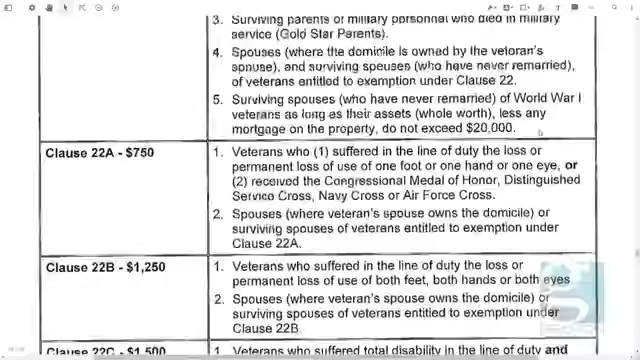 3. Surviving parents of military personnel who died in military
service (Gold Star Parents).
4. Spouses (where the domicile is owned by the veteran's
spouse), and surviving spouses (who have never remarried),
of veterans entitled to exemption under Clause 22.
5. Surviving spouses (who have never remarried) of World War I
veterans as long as their assets (whole worth), less any
mortgage on the property, do not exceed $20,000.
Clause 22A - $750
1. Veterans who (1) suffered in the line of duty the loss or
permanent loss of use of one foot or one hand or one eye, or
(2) received the Congressional Medal of Honor, Distinguished
Service Cross, Navy Cross or Air Force Cross.
2. Spouses (where veteran's spouse owns the domicile) or
surviving spouses of veterans entitled to exemption under
Clause 22A.
Clause 22B - $1,250
1. Veterans who suffered in the line of duty the loss or
permanent loss of use of both feet, both hands or both eyes
2. Spouses (where veteran's spouse owns the domicile) or
surviving spouses of veterans entitled to exemption under
Clause 22B.
Clause 22C - $1,500
1. Veterans who suffered total disability in the line of duty and